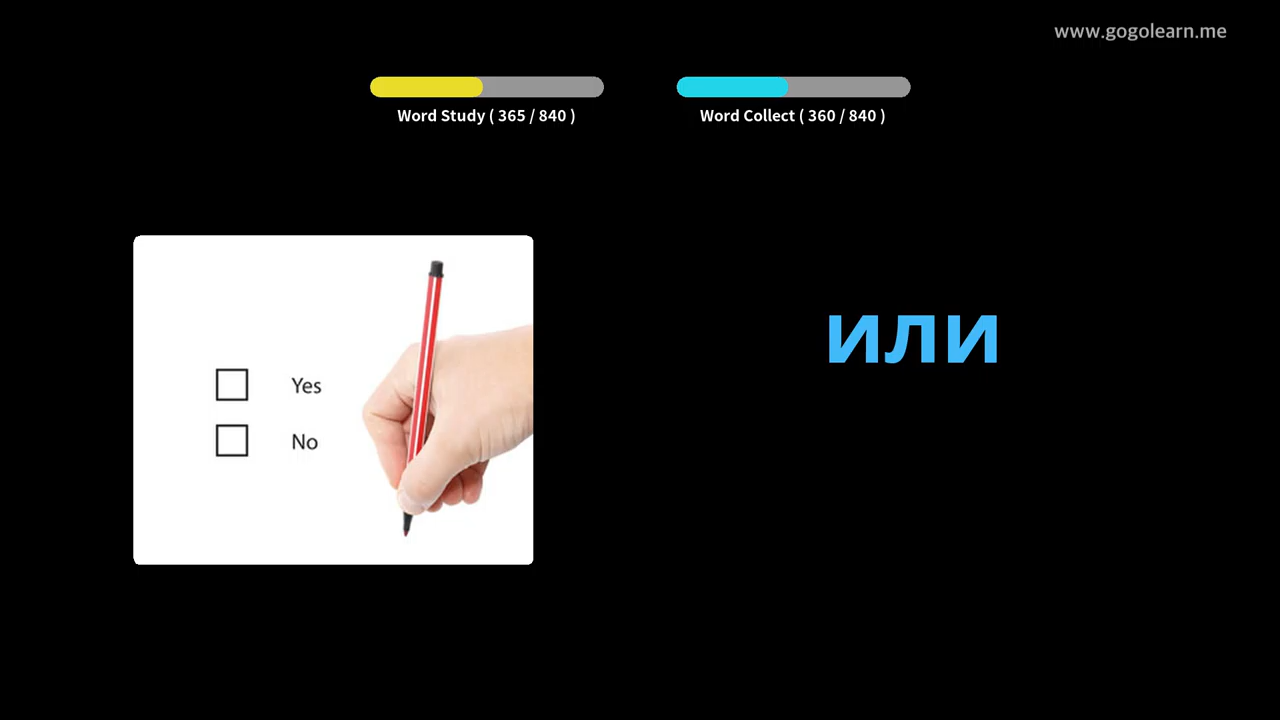 www.gogolearn.me
Word Study ( 365 / 840 )
Word Collect ( 360 / 840 )
Yes
No
или